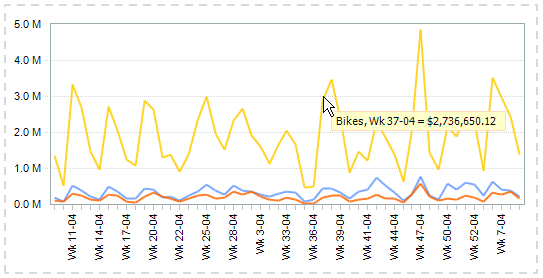 5.0 M
4.0 M
3.0 M
2.0 M
1.0 M
0.0 M
Bikes, Wk 37-04 = $2,736,650.12
Wk 11-04
Wk 14-04
Wk 17-04
Wk 20-04
Wk 22-04
Wk 25-04
Wk 28-04
Wk 30-04
Wk 33-04
Wk 36-04
Wk 39-04
Wk 41-04
Wk 44-04
Wk 47-04
Wk 50-04
Wk 52-04
Wk 7-04